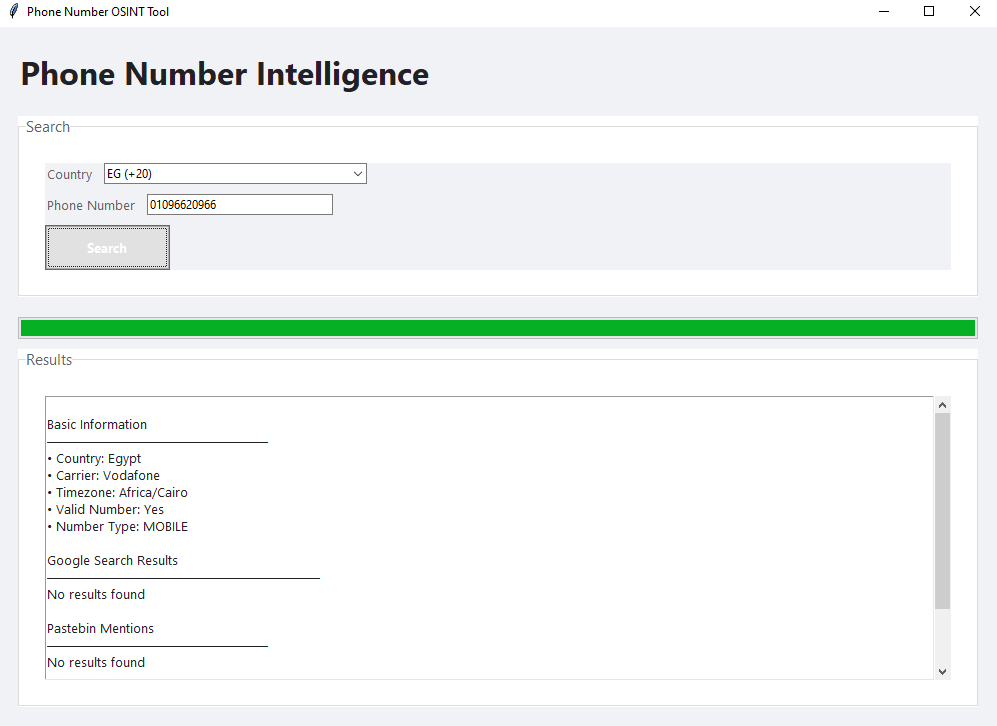 Phone Number OSINT Tool
Phone Number Intelligence
Search
Country EG (+20)
Phone Number 01096620966
Search
Results
Basic Information
• Country: Egypt
• Carrier: Vodafone
• Timezone: Africa/Cairo
• Valid Number: Yes
• Number Type: MOBILE
Google Search Results
No results found
Pastebin Mentions
No results found